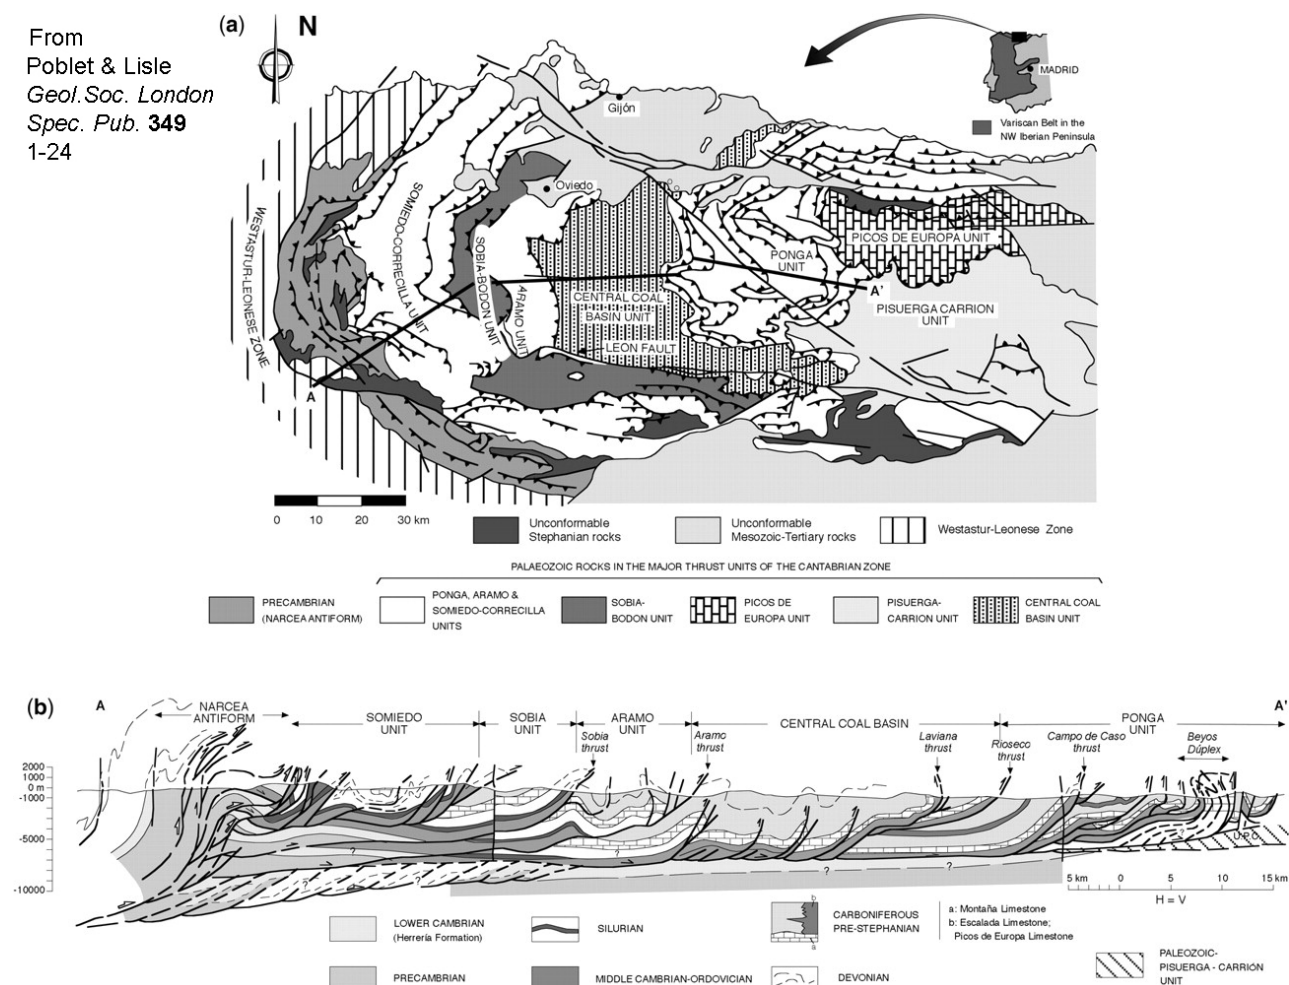 From
Poblet & Lisle
Geol.Soc. London
Spec. Pub. 349
1-24
(a)
N
Gijón
MADRID
Variscan Belt in the
NW Iberian Peninsula
Oviedo
WESTASTUR-LEONESE ZONE
SOMIEDO-CORRECILLA UNIT
SOBIA-BODON UNIT
ARAMO UNIT
CENTRAL COAL
BASIN UNIT
LEON FAULT
PONGA
UNIT
PICOS DE EUROPA UNIT
PISUERGA CARRION
UNIT
A
A'
0 10 20 30 km
Unconformable
Stephanian rocks
Unconformable
Mesozoic-Tertiary rocks
Westastur-Leonese Zone
PALAEOZOIC ROCKS IN THE MAJOR THRUST UNITS OF THE CANTABRIAN ZONE
PRECAMBRIAN
(NARCEA ANTIFORM)
PONGA, ARAMO &
SOMIEDO-CORRECILLA
UNITS
SOBIA-
BODON UNIT
PICOS DE
EUROPA UNIT
PISUERGA-
CARRION UNIT
CENTRAL COAL
BASIN UNIT
(b)
A
NARCEA
ANTIFORM
SOMIEDO
UNIT
SOBIA
UNIT
ARAMO
UNIT
CENTRAL COAL BASIN
PONGA
UNIT
A'
Sobia
thrust
Aramo
thrust
Laviana
thrust
Rioseco
thrust
Campo de Caso
thrust
Beyos
Dúplex
2000
1000
0 m
-1000
-5000
-10000
? ? ? ? ? ? ?
U.P.C.
5 km 0 5 10 15 km
H = V
LOWER CAMBRIAN
(Herrería Formation)
SILURIAN
b
a
CARBONIFEROUS
PRE-STEPHANIAN
a: Montaña Limestone
b: Escalada Limestone;
Picos de Europa Limestone
PRECAMBRIAN
MIDDLE CAMBRIAN-ORDOVICIAN
DEVONIAN
PALEOZOIC-
PISUERGA - CARRIÓN
UNIT